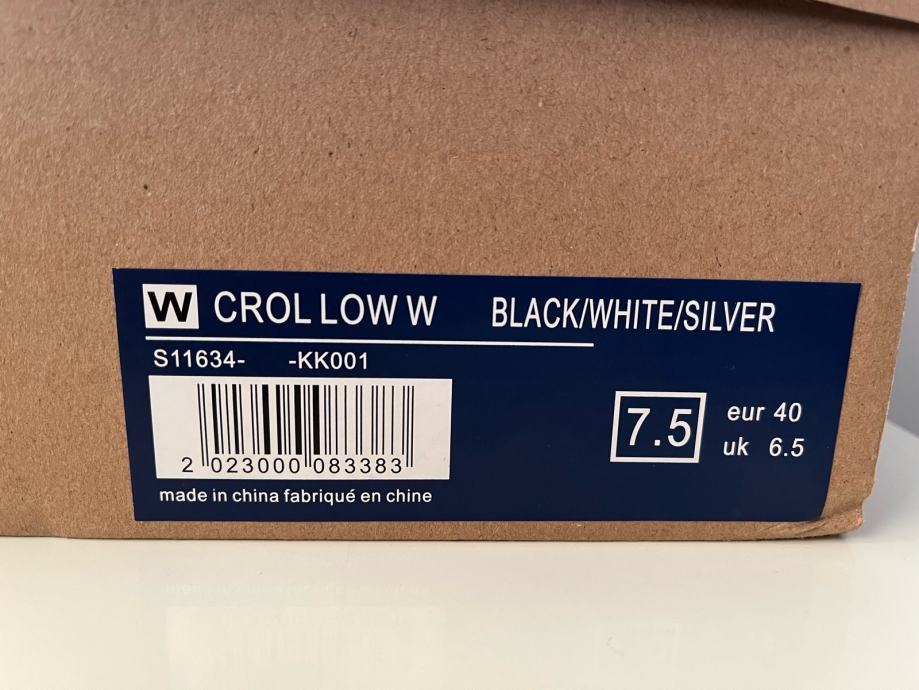 W CROL LOW W BLACK/WHITE/SILVER
S11634- -KK001
7.5 eur 40
uk 6.5
2 023000 083383
made in china fabriqué en chine